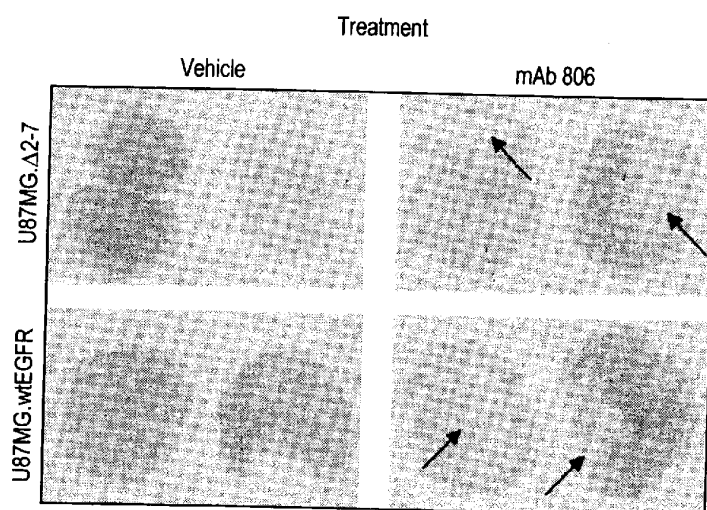 Treatment
Vehicle
mAb 806
U87MG.Δ2-7
U87MG.wtEGFR